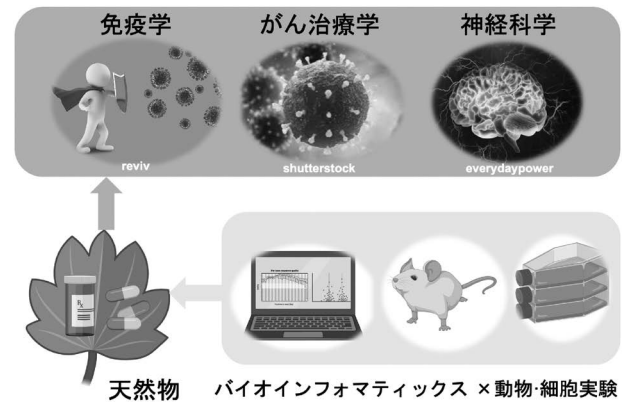 免疫学
がん治療学
神経科学
reviv
shutterstock
everydaypower
Rx
天然物
バイオインフォマティックス ×動物·細胞実験